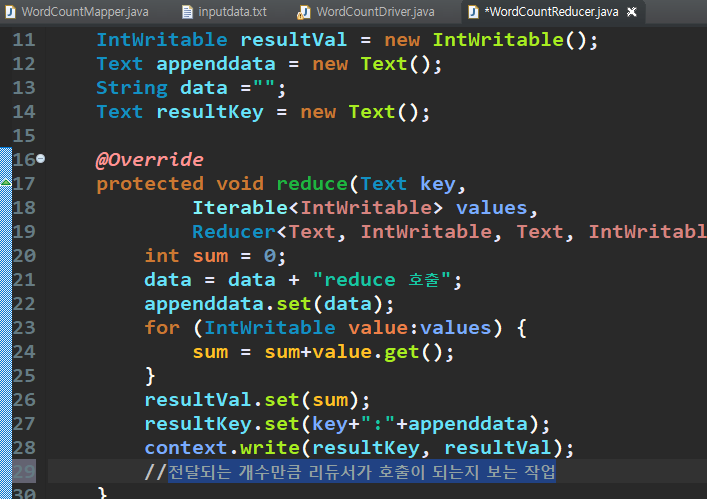 WordCountMapper.java inputdata.txt WordCountDriver.java *WordCountReducer.java
11 IntWritable resultVal = new IntWritable();
12 Text appenddata = new Text();
13 String data ="";
14 Text resultKey = new Text();
15
16 @Override
17 protected void reduce(Text key,
18 Iterable<IntWritable> values,
19 Reducer<Text, IntWritable, Text, IntWritabl
20 int sum = 0;
21 data = data + "reduce 호출";
22 appenddata.set(data);
23 for (IntWritable value:values) {
24 sum = sum+value.get();
25 }
26 resultVal.set(sum);
27 resultKey.set(key+":"+appenddata);
28 context.write(resultKey, resultVal);
29 //전달되는 개수만큼 리듀서가 호출이 되는지 보는 작업
30 }